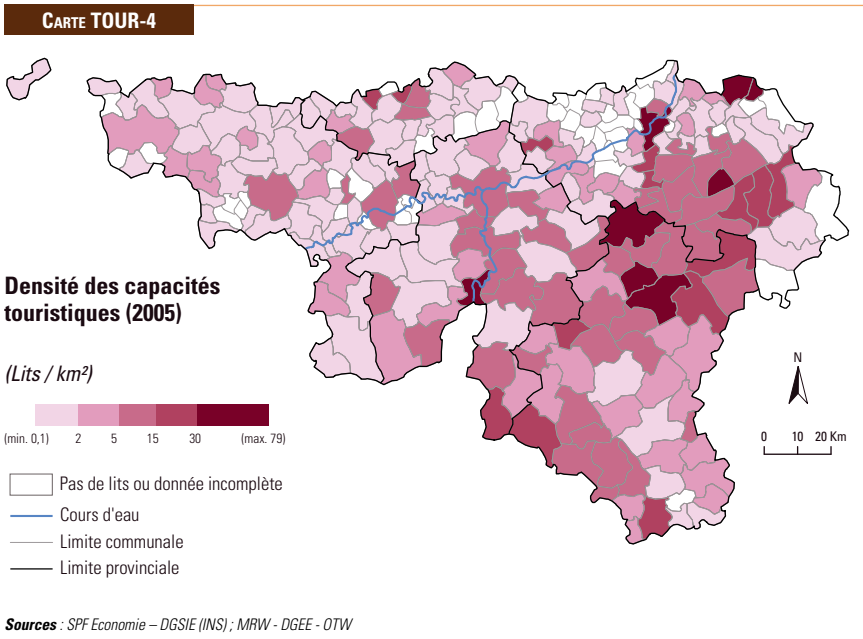 CARTE TOUR-4
Densité des capacités
touristiques (2005)
(Lits / km²)
(min. 0,1) 2 5 15 30 (max. 79)
Pas de lits ou donnée incomplète
Cours d'eau
Limite communale
Limite provinciale
N
0 10 20 Km
Sources : SPF Economie – DGSIE (INS) ; MRW - DGEE - OTW